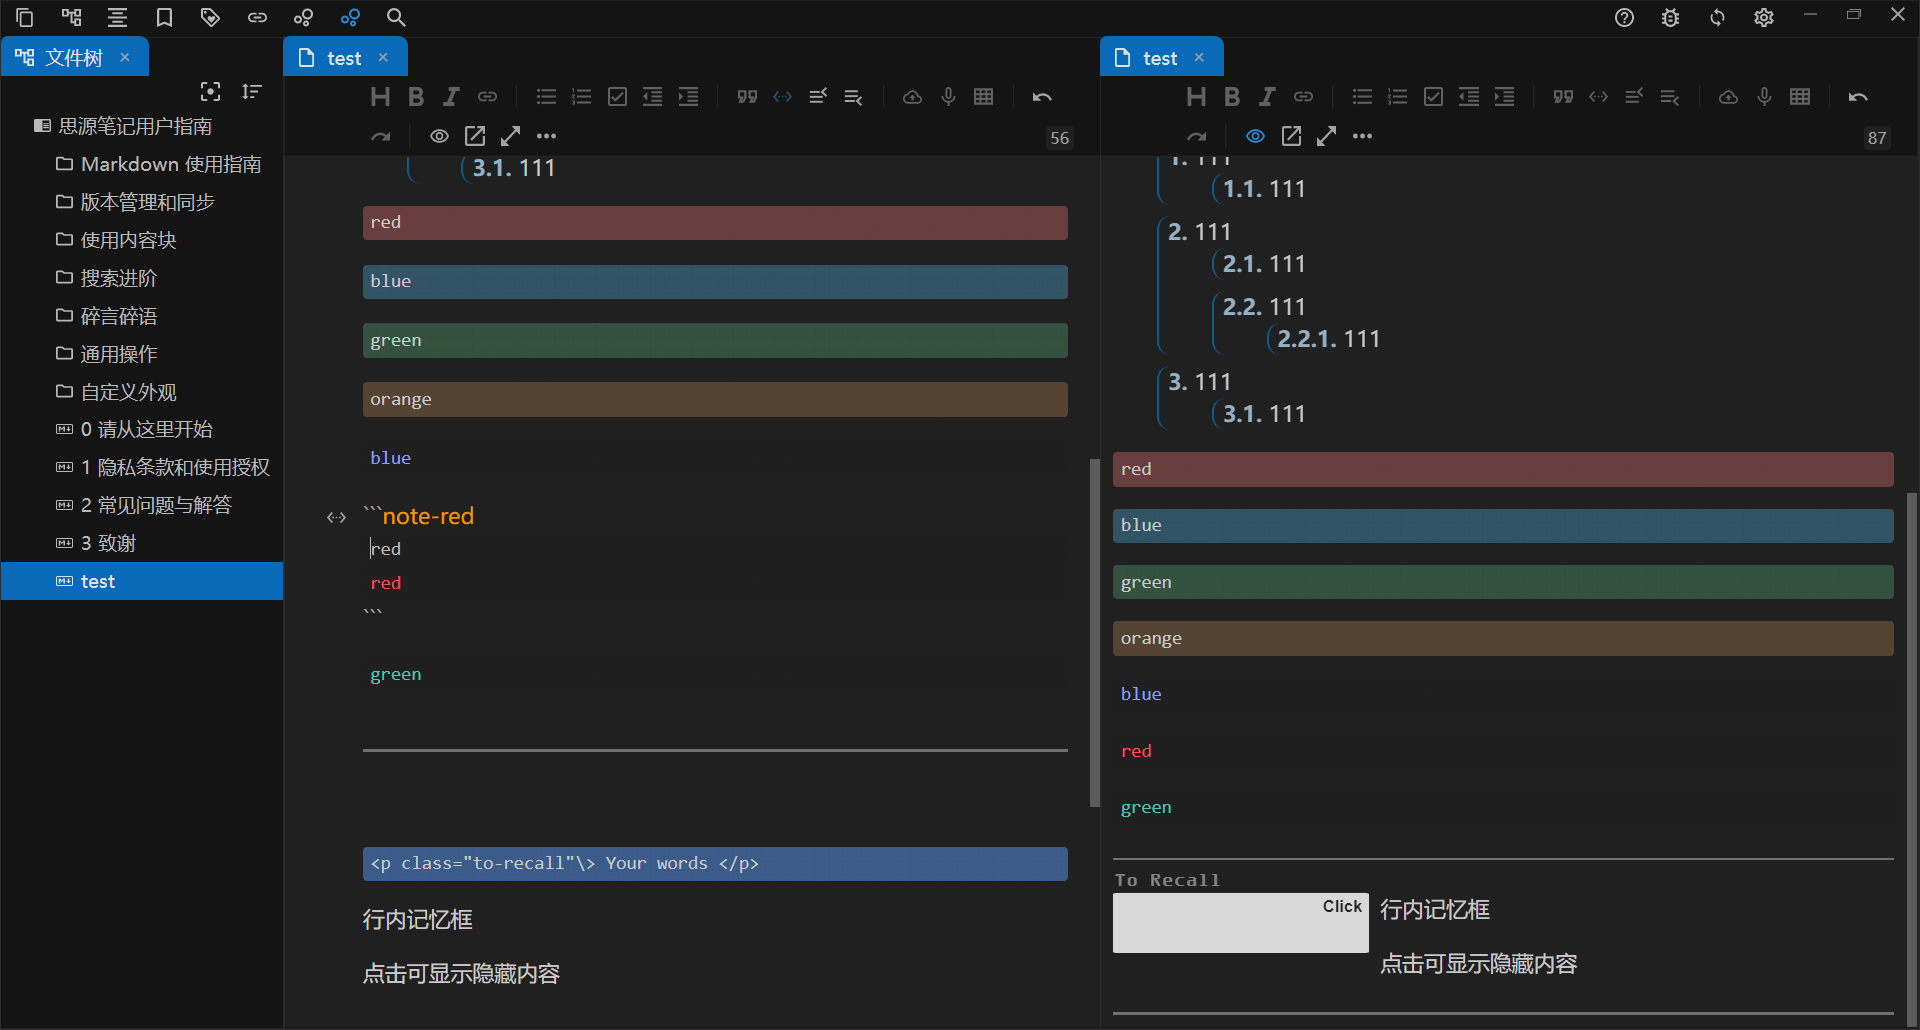 文件树
思源笔记用户指南
Markdown 使用指南
版本管理和同步
使用内容块
搜索进阶
碎言碎语
通用操作
自定义外观
0 请从这里开始
1 隐私条款和使用授权
2 常见问题与解答
3 致谢
test
test
56
3.1. 111
red
blue
green
orange
blue
```note-red
red
red
```
green
<p class="to-recall"\> Your words </p>
行内记忆框
点击可显示隐藏内容
test
87
1. 111
1.1. 111
2. 111
2.1. 111
2.2. 111
2.2.1. 111
3. 111
3.1. 111
red
blue
green
orange
blue
red
green
To Recall
Click
行内记忆框
点击可显示隐藏内容